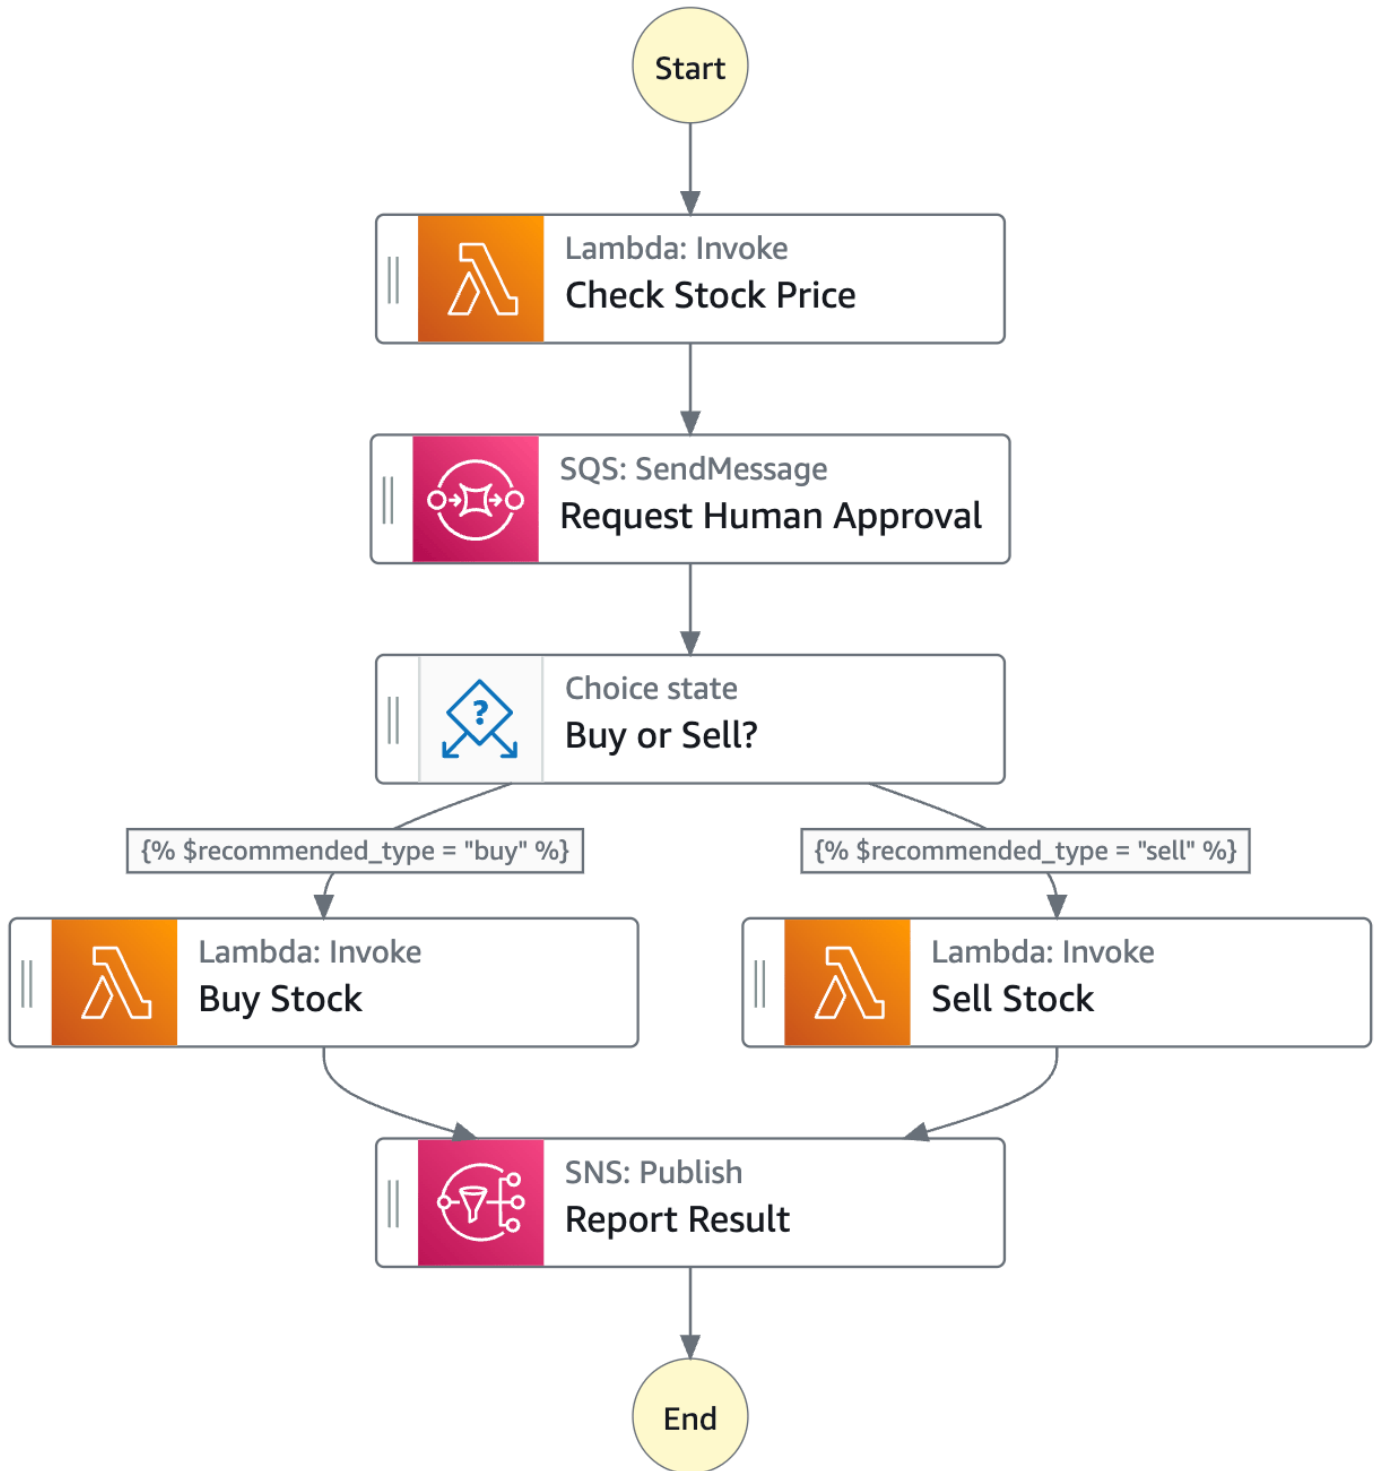 Start
Lambda: Invoke
Check Stock Price
SQS: SendMessage
Request Human Approval
Choice state
?
Buy or Sell?
{% $recommended_type = "buy" %}
{% $recommended_type = "sell" %}
Lambda: Invoke
Buy Stock
Lambda: Invoke
Sell Stock
SNS: Publish
Report Result
End